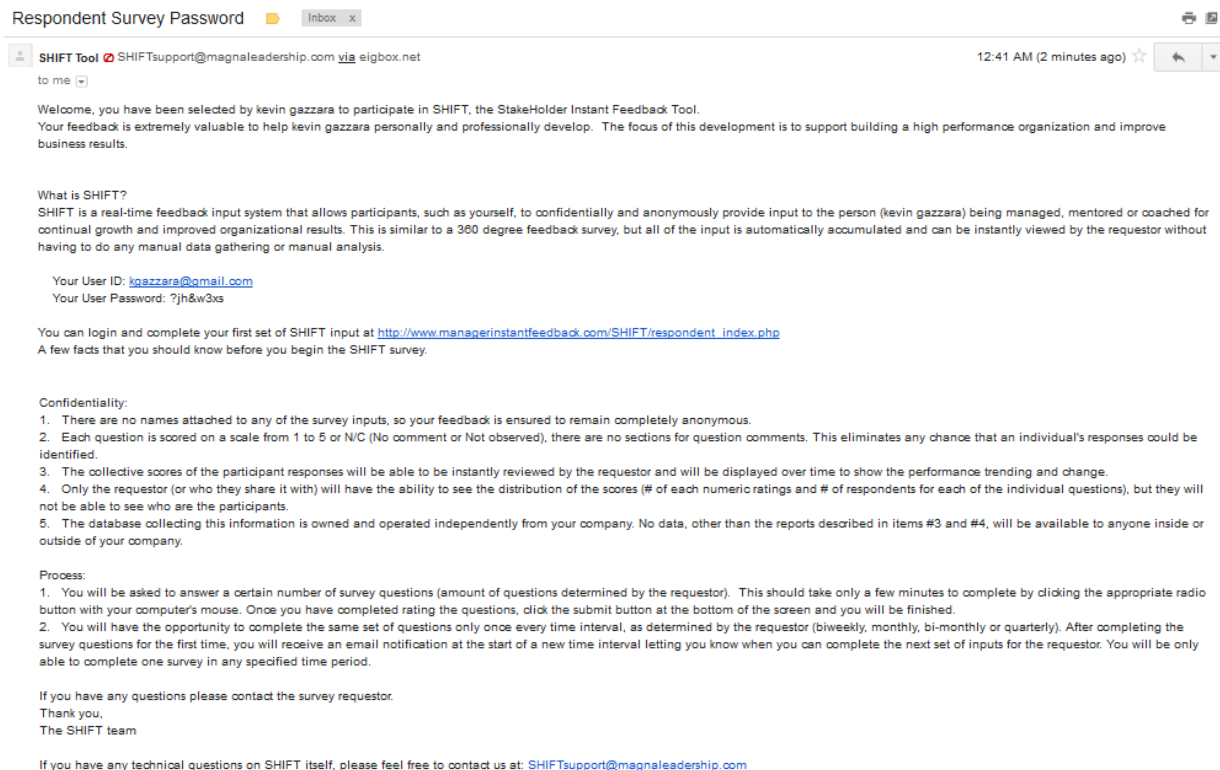 Respondent Survey Password
Inbox x
SHIFT Tool SHIFTsupport@magnaleadership.com via eigbox.net
12:41 AM (2 minutes ago)
to me
Welcome, you have been selected by kevin gazzara to participate in SHIFT, the StakeHolder Instant Feedback Tool.
Your feedback is extremely valuable to help kevin gazzara personally and professionally develop. The focus of this development is to support building a high performance organization and improve
business results.
What is SHIFT?
SHIFT is a real-time feedback input system that allows participants, such as yourself, to confidentially and anonymously provide input to the person (kevin gazzara) being managed, mentored or coached for
continual growth and improved organizational results. This is similar to a 360 degree feedback survey, but all of the input is automatically accumulated and can be instantly viewed by the requestor without
having to do any manual data gathering or manual analysis.
Your User ID: kgazzara@gmail.com
Your User Password: ?jh&w3xs
You can login and complete your first set of SHIFT input at http://www.managerinstantfeedback.com/SHIFT/respondent_index.php
A few facts that you should know before you begin the SHIFT survey.
Confidentiality:
1. There are no names attached to any of the survey inputs, so your feedback is ensured to remain completely anonymous.
2. Each question is scored on a scale from 1 to 5 or N/C (No comment or Not observed), there are no sections for question comments. This eliminates any chance that an individual's responses could be
identified.
3. The collective scores of the participant responses will be able to be instantly reviewed by the requestor and will be displayed over time to show the performance trending and change.
4. Only the requestor (or who they share it with) will have the ability to see the distribution of the scores (# of each numeric ratings and # of respondents for each of the individual questions), but they will
not be able to see who are the participants.
5. The database collecting this information is owned and operated independently from your company. No data, other than the reports described in items #3 and #4, will be available to anyone inside or
outside of your company.
Process:
1. You will be asked to answer a certain number of survey questions (amount of questions determined by the requestor). This should take only a few minutes to complete by clicking the appropriate radio
button with your computer's mouse. Once you have completed rating the questions, click the submit button at the bottom of the screen and you will be finished.
2. You will have the opportunity to complete the same set of questions only once every time interval, as determined by the requestor (biweekly, monthly, bi-monthly or quarterly). After completing the
survey questions for the first time, you will receive an email notification at the start of a new time interval letting you know when you can complete the next set of inputs for the requestor. You will be only
able to complete one survey in any specified time period.
If you have any questions please contact the survey requestor.
Thank you,
The SHIFT team
If you have any technical questions on SHIFT itself, please feel free to contact us at: SHIFTsupport@magnaleadership.com